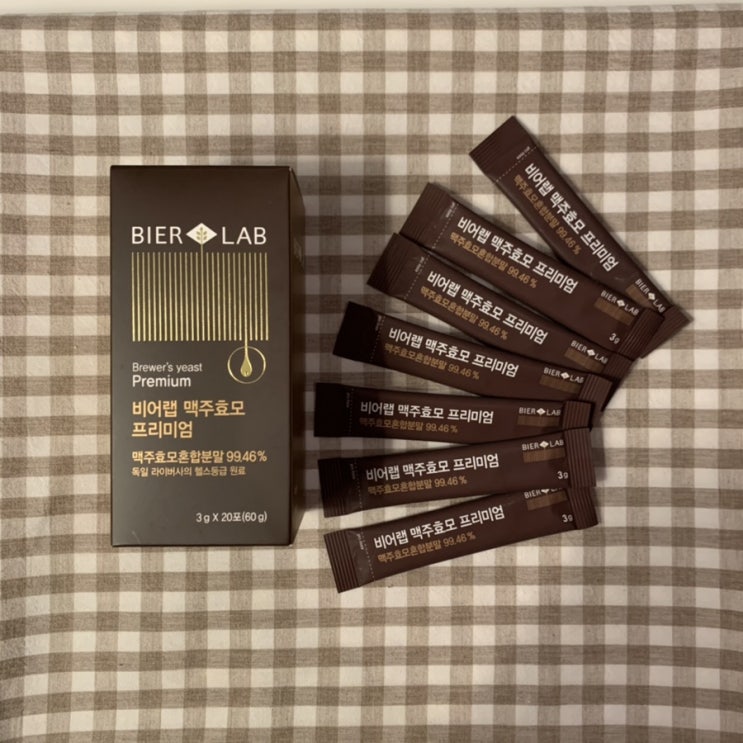 BIER LAB
Brewer's yeast
Premium
비어랩 맥주효모
프리미엄
맥주효모혼합분말 99.46%
독일 라이버사의 헬스등급 원료
3g X 20포(60g)
비어랩 맥주효모 프리미엄
맥주효모혼합분말 99.46%
BIER LAB
비어랩 맥주효모 프리미엄
맥주효모혼합분말 99.46%
BIER LAB
3g
비어랩 맥주효모 프리미엄
맥주효모혼합분말 99.46%
BIER LAB
비어랩 맥주효모 프리미엄
맥주효모혼합분말 99.46%
BIER LAB
비어랩 맥주효모 프리미엄
맥주효모혼합분말 99.46%
BIER LAB
비어랩 맥주효모 프리미엄
맥주효모혼합분말 99.46%
BIER LAB
3g
비어랩 맥주효모 프리미엄
맥주효모혼합분말 99.46%
BIER LAB
3g